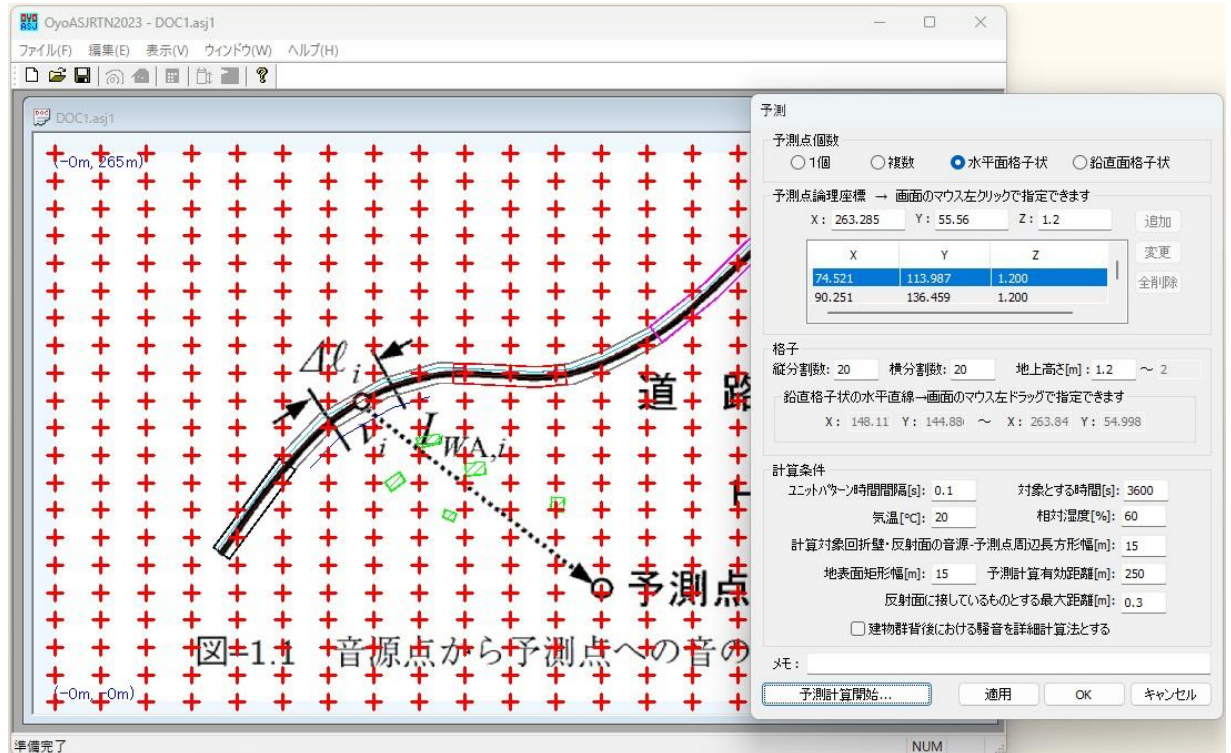 OyoASJRTN2023 - DOC1.asj1
ファイル(F) 編集(E) 表示(V) ウィンドウ(W) ヘルプ(H)
DOC1.asj1
(-0m, 265m)
Δℓi
道 路
LWA,i
予測点
図-1.1 音源点から予測点への音の
(-0m, -0m)
準備完了
NUM
予測
予測点個数
1個 複数 水平面格子状 鉛直面格子状
予測点論理座標 → 画面のマウス左クリックで指定できます
X: 263.285 Y: 55.56 Z: 1.2 追加
X Y Z 変更
74.521 113.987 1.200 全削除
90.251 136.459 1.200
格子
縦分割数: 20 横分割数: 20 地上高さ[m]: 1.2 ~ 2
鉛直格子状の水平直線→画面のマウス左ドラッグで指定できます
X: 148.11 Y: 144.88 ~ X: 263.84 Y: 54.998
計算条件
ユニットパターン時間間隔[s]: 0.1 対象とする時間[s]: 3600
気温[℃]: 20 相対湿度[%]: 60
計算対象回折壁・反射面の音源-予測点周辺長方形幅[m]: 15
地表面矩形幅[m]: 15 予測計算有効距離[m]: 250
反射面に接しているものとする最大距離[m]: 0.3
建物群背後における騒音を詳細計算法とする
メモ:
予測計算開始... 適用 OK キャンセル